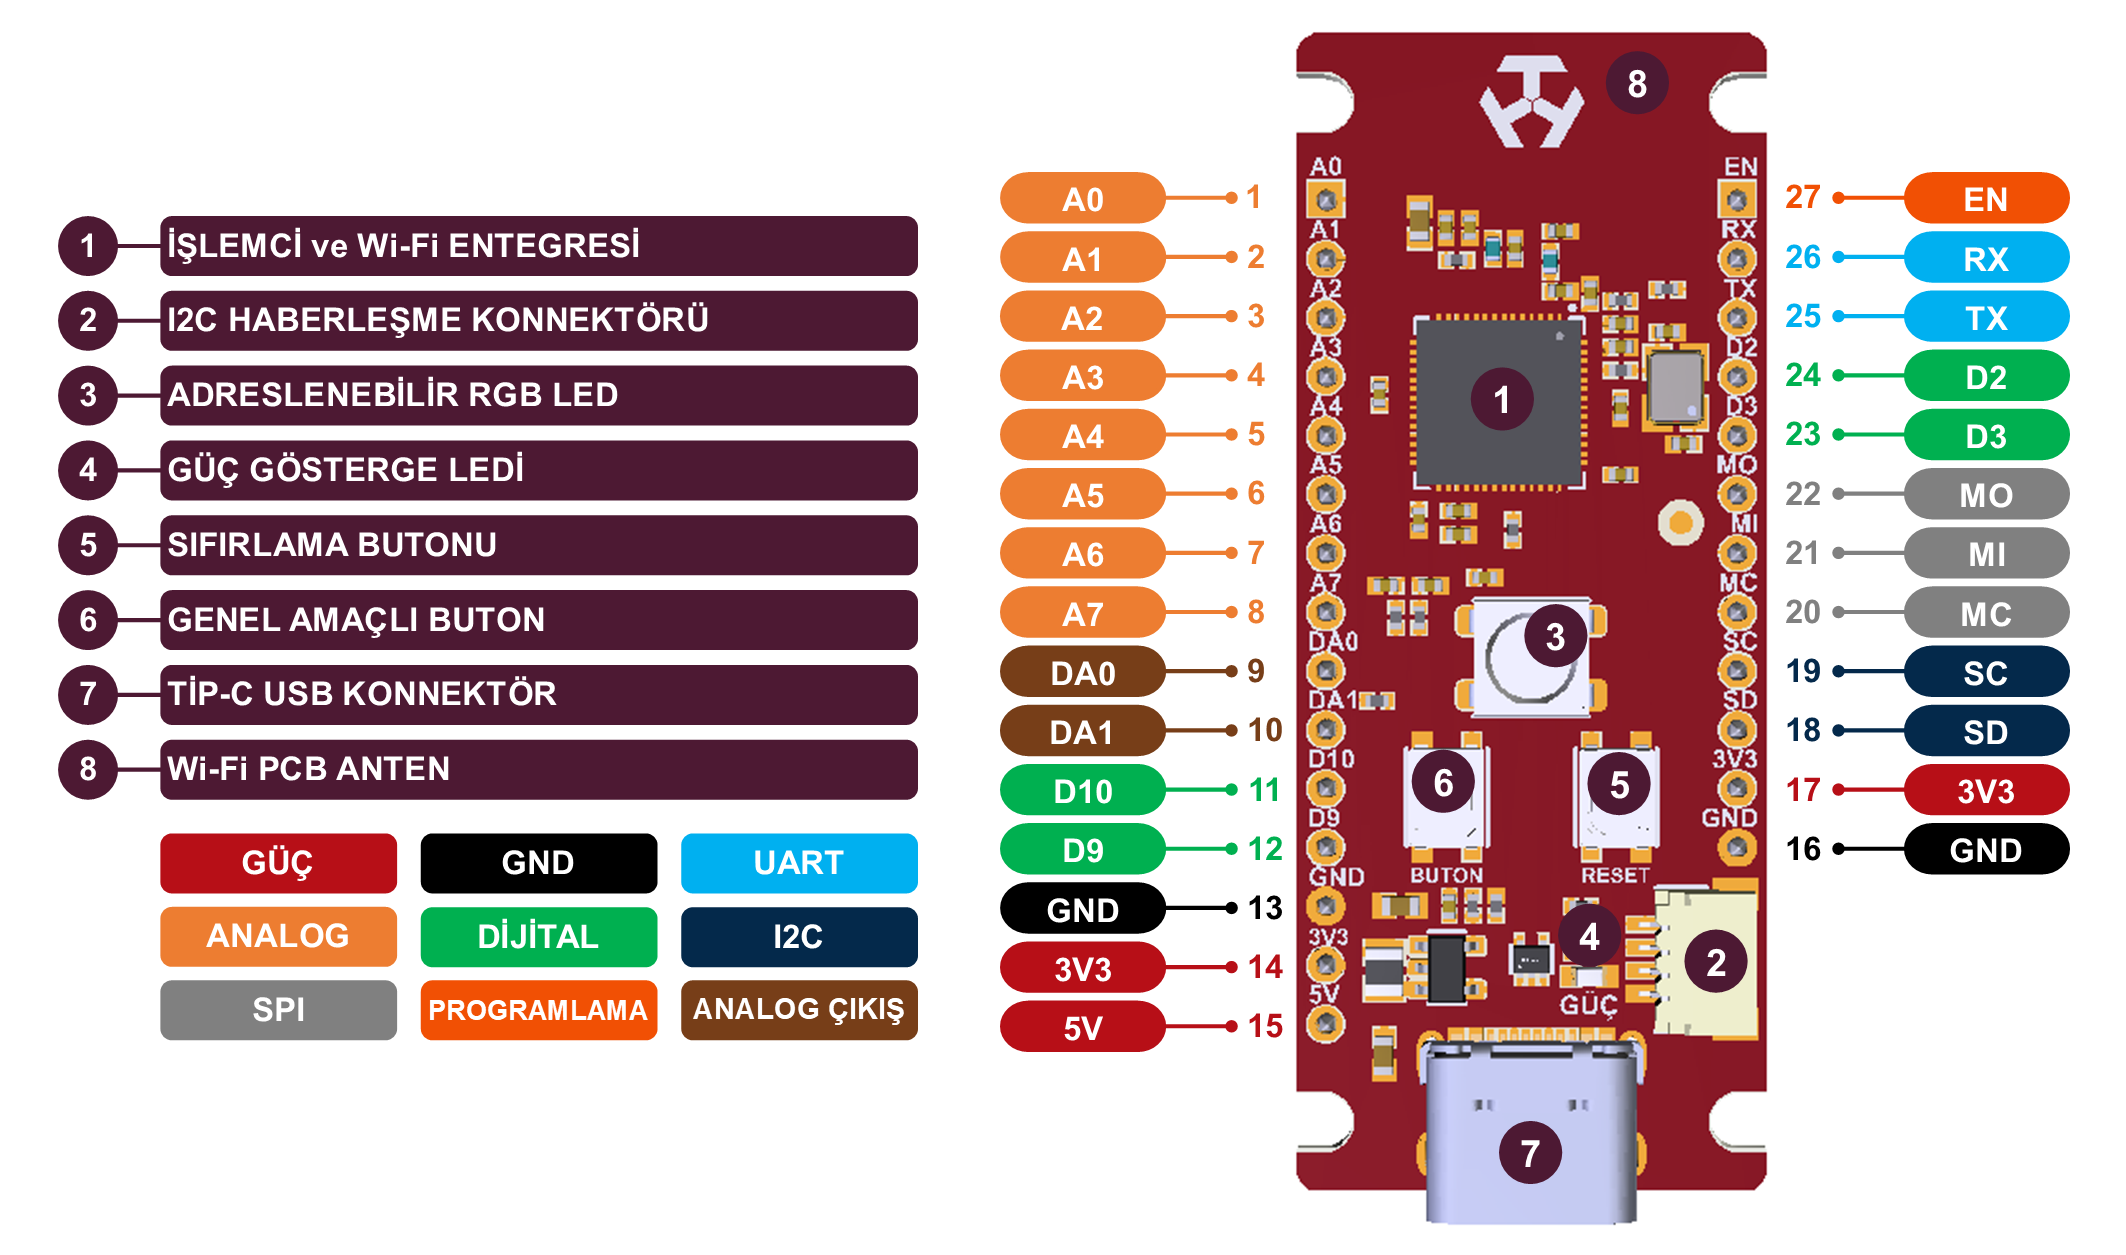 1 İŞLEMCİ ve Wi-Fi ENTEGRESİ
2 I2C HABERLEŞME KONNEKTÖRÜ
3 ADRESLENEBİLİR RGB LED
4 GÜÇ GÖSTERGE LEDİ
5 SIFIRLAMA BUTONU
6 GENEL AMAÇLI BUTON
7 TİP-C USB KONNEKTÖR
8 Wi-Fi PCB ANTEN
GÜÇ GND UART
ANALOG DİJİTAL I2C
SPI PROGRAMLAMA ANALOG ÇIKIŞ
A0 1
A1 2
A2 3
A3 4
A4 5
A5 6
A6 7
A7 8
DA0 9
DA1 10
D10 11
D9 12
GND 13
3V3 14
5V 15
8
A0
A1
A2
A3
A4
A5
A6
A7
DA0
DA1
D10
D9
GND
3V3
5V
1
3
6
5
BUTON
RESET
4
2
GÜÇ
7
EN
RX
TX
D2
D3
MO
MI
MC
SC
SD
3V3
GND
27 EN
26 RX
25 TX
24 D2
23 D3
22 MO
21 MI
20 MC
19 SC
18 SD
17 3V3
16 GND